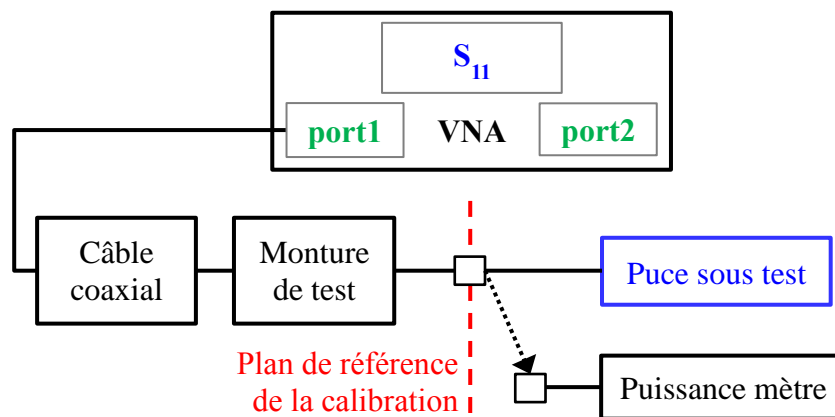 S11
port1
VNA
port2
Câble
coaxial
Monture
de test
Puce sous test
Plan de référence
de la calibration
Puissance mètre